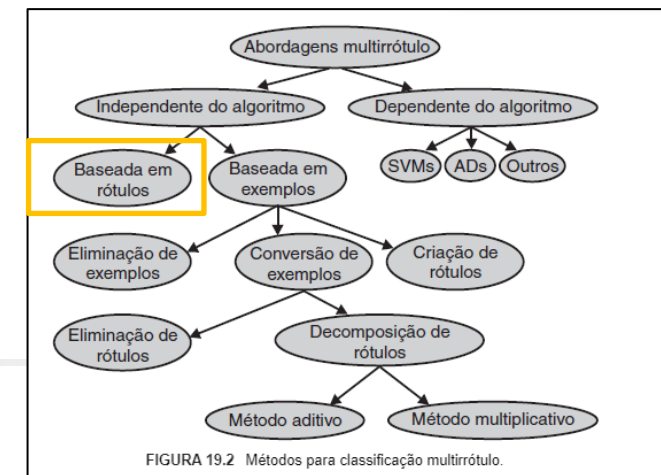 Abordagens multirrótulo
Independente do algoritmo
Dependente do algoritmo
Baseada em
rótulos
Baseada em
exemplos
SVMs
ADs
Outros
Eliminação de
exemplos
Conversão de
exemplos
Criação de
rótulos
Eliminação de
rótulos
Decomposição de
rótulos
Método aditivo
Método multiplicativo
FIGURA 19.2 Métodos para classificação multirrótulo.